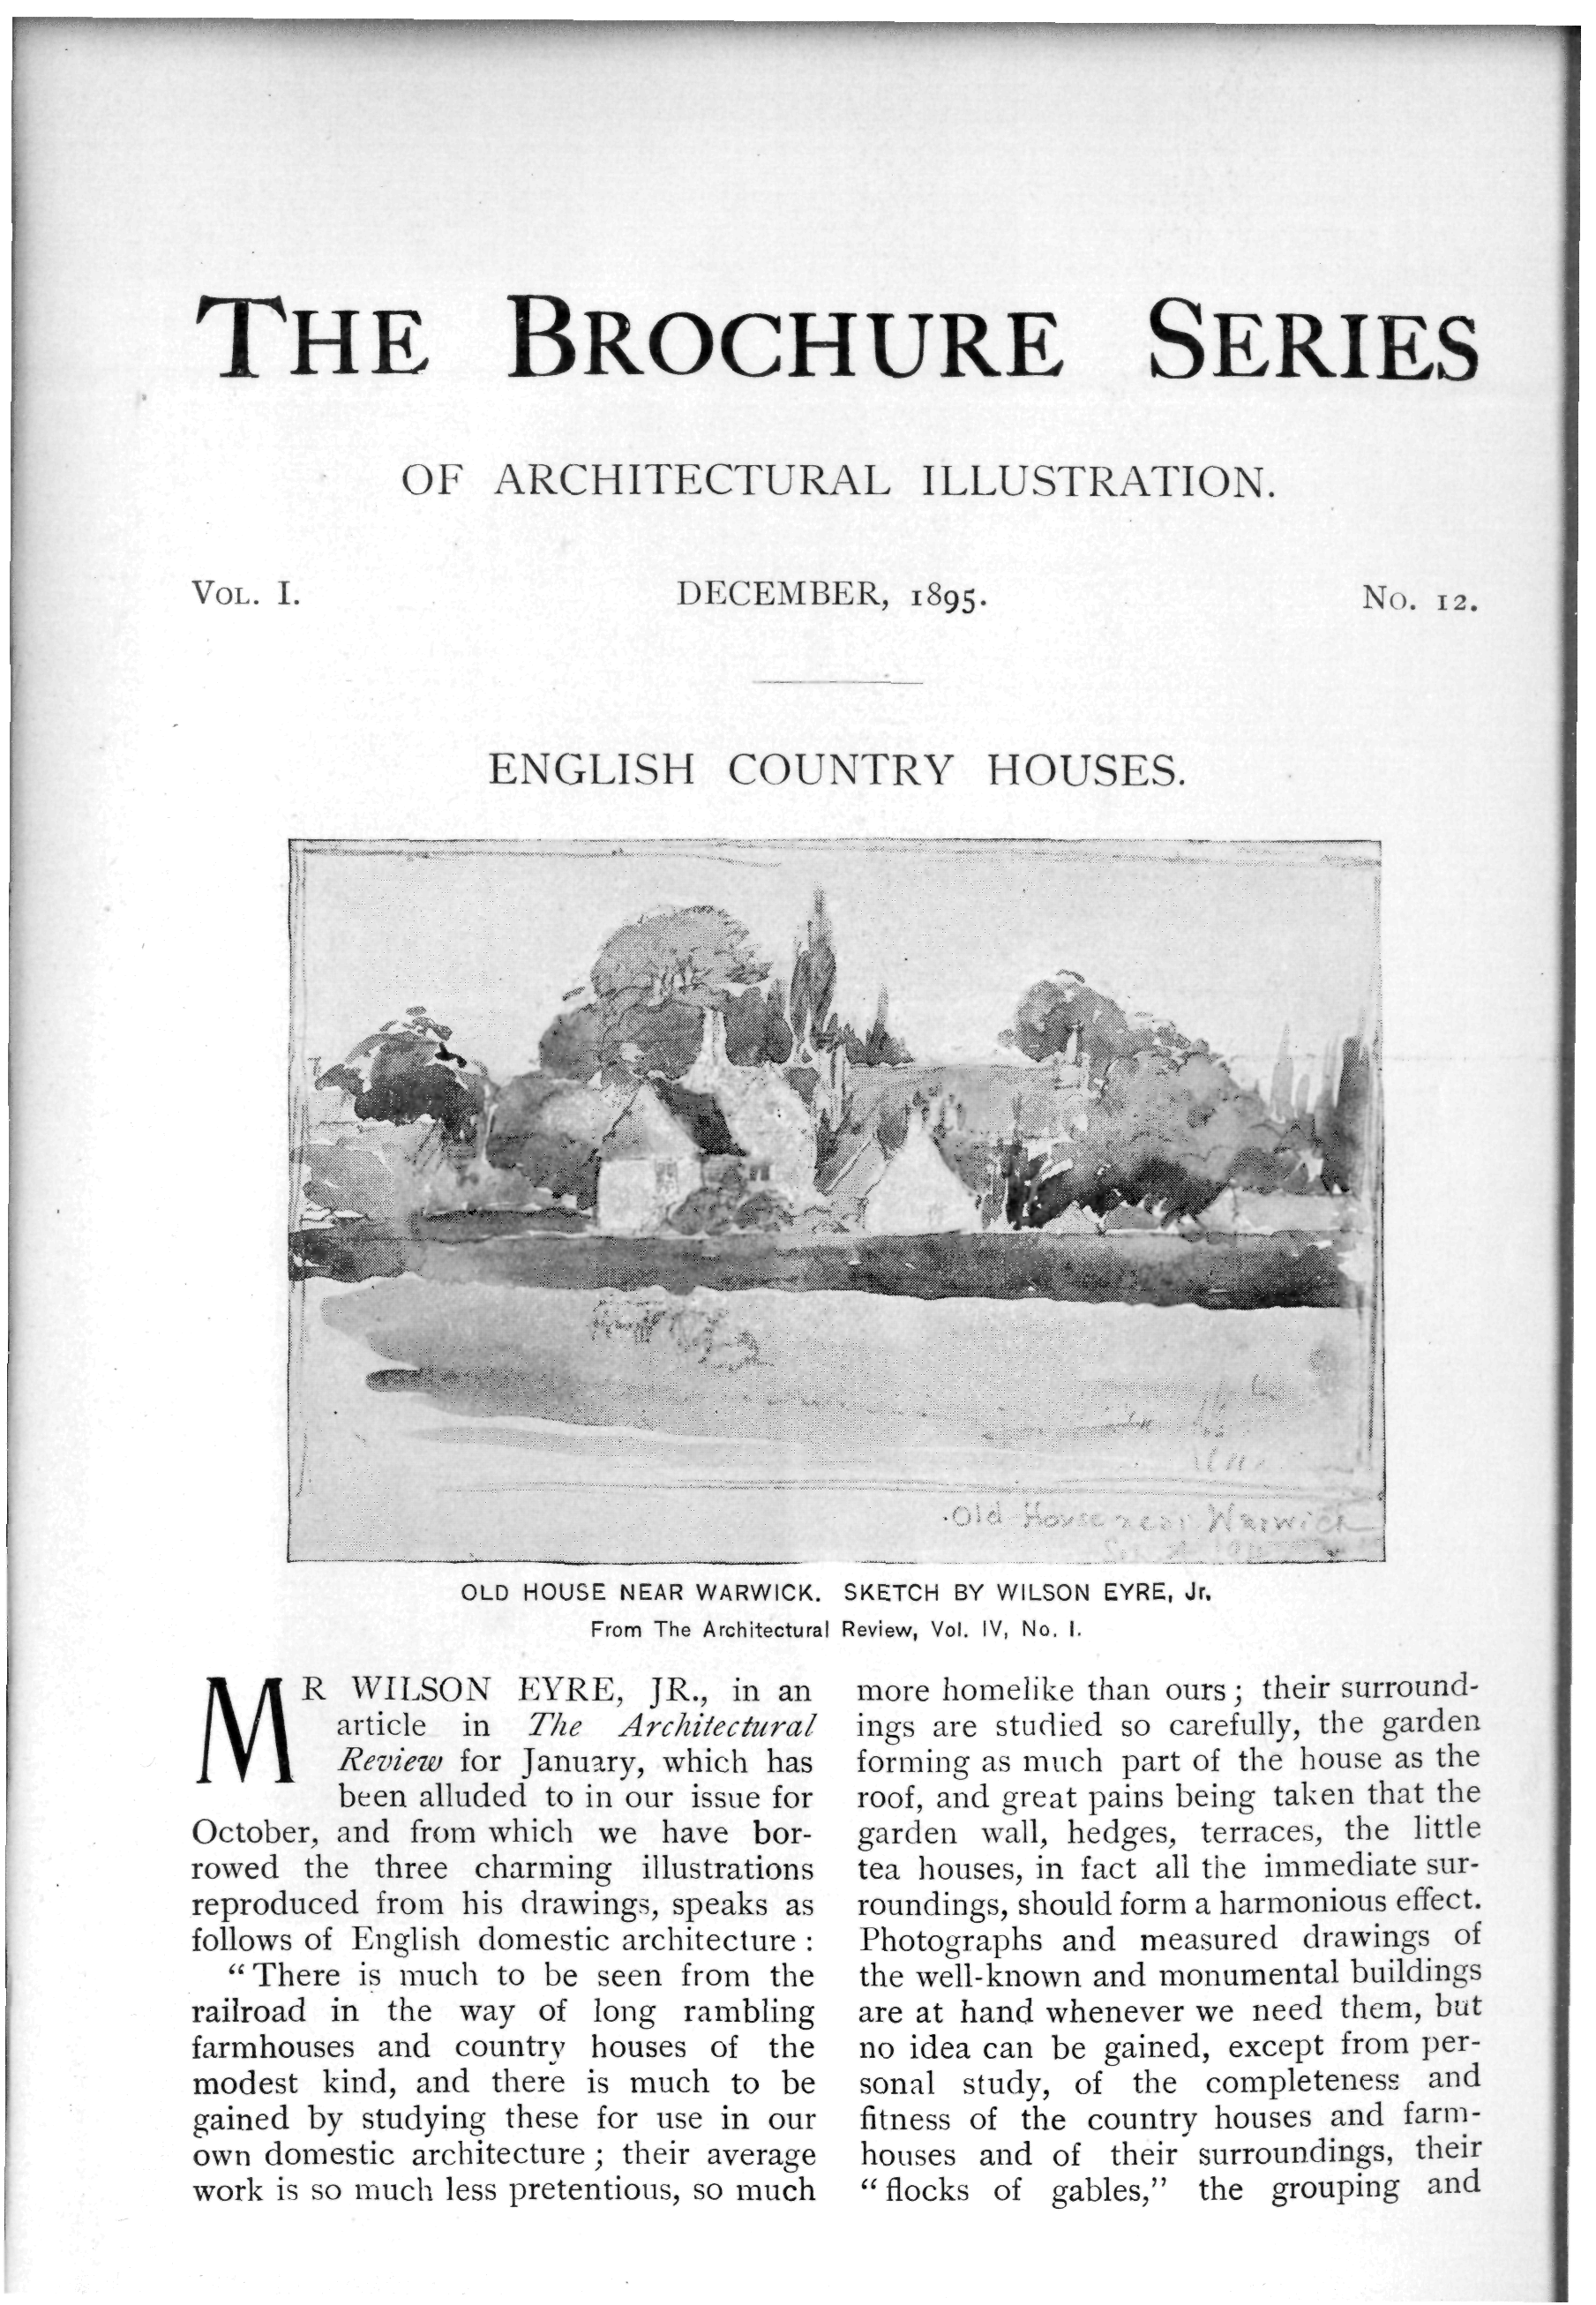 THE BROCHURE SERIES
OF ARCHITECTURAL ILLUSTRATION.
VOL. I. DECEMBER, 1895. No. 12.
ENGLISH COUNTRY HOUSES.
Old House near Warwick
OLD HOUSE NEAR WARWICK. SKETCH BY WILSON EYRE, Jr.
From The Architectural Review, Vol. IV, No. I.
MR WILSON EYRE, JR., in an
article in The Architectural
Review for January, which has
been alluded to in our issue for
October, and from which we have bor-
rowed the three charming illustrations
reproduced from his drawings, speaks as
follows of English domestic architecture :
“There is much to be seen from the
railroad in the way of long rambling
farmhouses and country houses of the
modest kind, and there is much to be
gained by studying these for use in our
own domestic architecture ; their average
work is so much less pretentious, so much
more homelike than ours ; their surround-
ings are studied so carefully, the garden
forming as much part of the house as the
roof, and great pains being taken that the
garden wall, hedges, terraces, the little
tea houses, in fact all the immediate sur-
roundings, should form a harmonious effect.
Photographs and measured drawings of
the well-known and monumental buildings
are at hand whenever we need them, but
no idea can be gained, except from per-
sonal study, of the completeness and
fitness of the country houses and farm-
houses and of their surroundings, their
“flocks of gables,” the grouping and